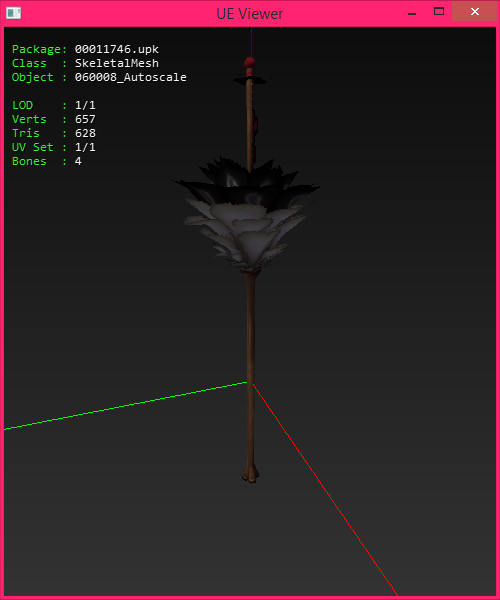 UE Viewer
Package: 00011746.upk
Class  : SkeletalMesh
Object : 060008_Autoscale
LOD    : 1/1
Verts  : 657
Tris   : 628
UV Set : 1/1
Bones  : 4